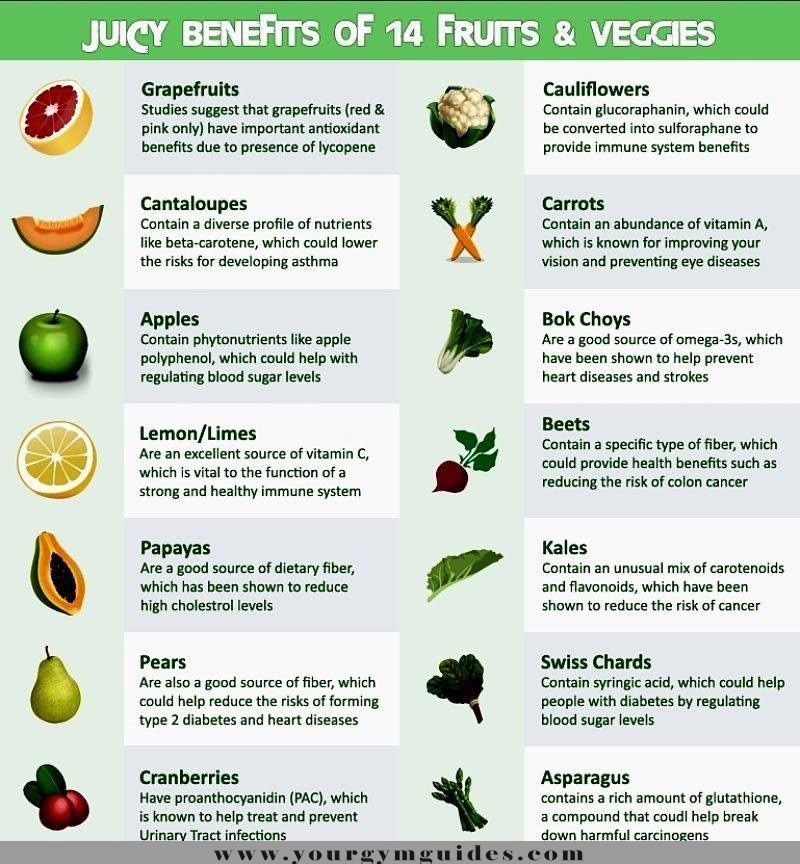 JUICY BENEFITS OF 14 FRUITS & VEGGIES
Grapefruits
Studies suggest that grapefruits (red &
pink only) have important antioxidant
benefits due to presence of lycopene
Cantaloupes
Contain a diverse profile of nutrients
like beta-carotene, which could lower
the risks for developing asthma
Apples
Contain phytonutrients like apple
polyphenol, which could help with
regulating blood sugar levels
Lemon/Limes
Are an excellent source of vitamin C,
which is vital to the function of a
strong and healthy immune system
Papayas
Are a good source of dietary fiber,
which has been shown to reduce
high cholestrol levels
Pears
Are also a good source of fiber, which
could help reduce the risks of forming
type 2 diabetes and heart diseases
Cranberries
Have proanthocyanidin (PAC), which
is known to help treat and prevent
Urinary Tract infections
Cauliflowers
Contain glucoraphanin, which could
be converted into sulforaphane to
provide immune system benefits
Carrots
Contain an abundance of vitamin A,
which is known for improving your
vision and preventing eye diseases
Bok Choys
Are a good source of omega-3s, which
have been shown to help prevent
heart diseases and strokes
Beets
Contain a specific type of fiber, which
could provide health benefits such as
reducing the risk of colon cancer
Kales
Contain an unusual mix of carotenoids
and flavonoids, which have been
shown to reduce the risk of cancer
Swiss Chards
Contain syringic acid, which could help
people with diabetes by regulating
blood sugar levels
Asparagus
contains a rich amount of glutathione,
a compound that coudl help break
down harmful carcinogens
www.yourgymguides.com